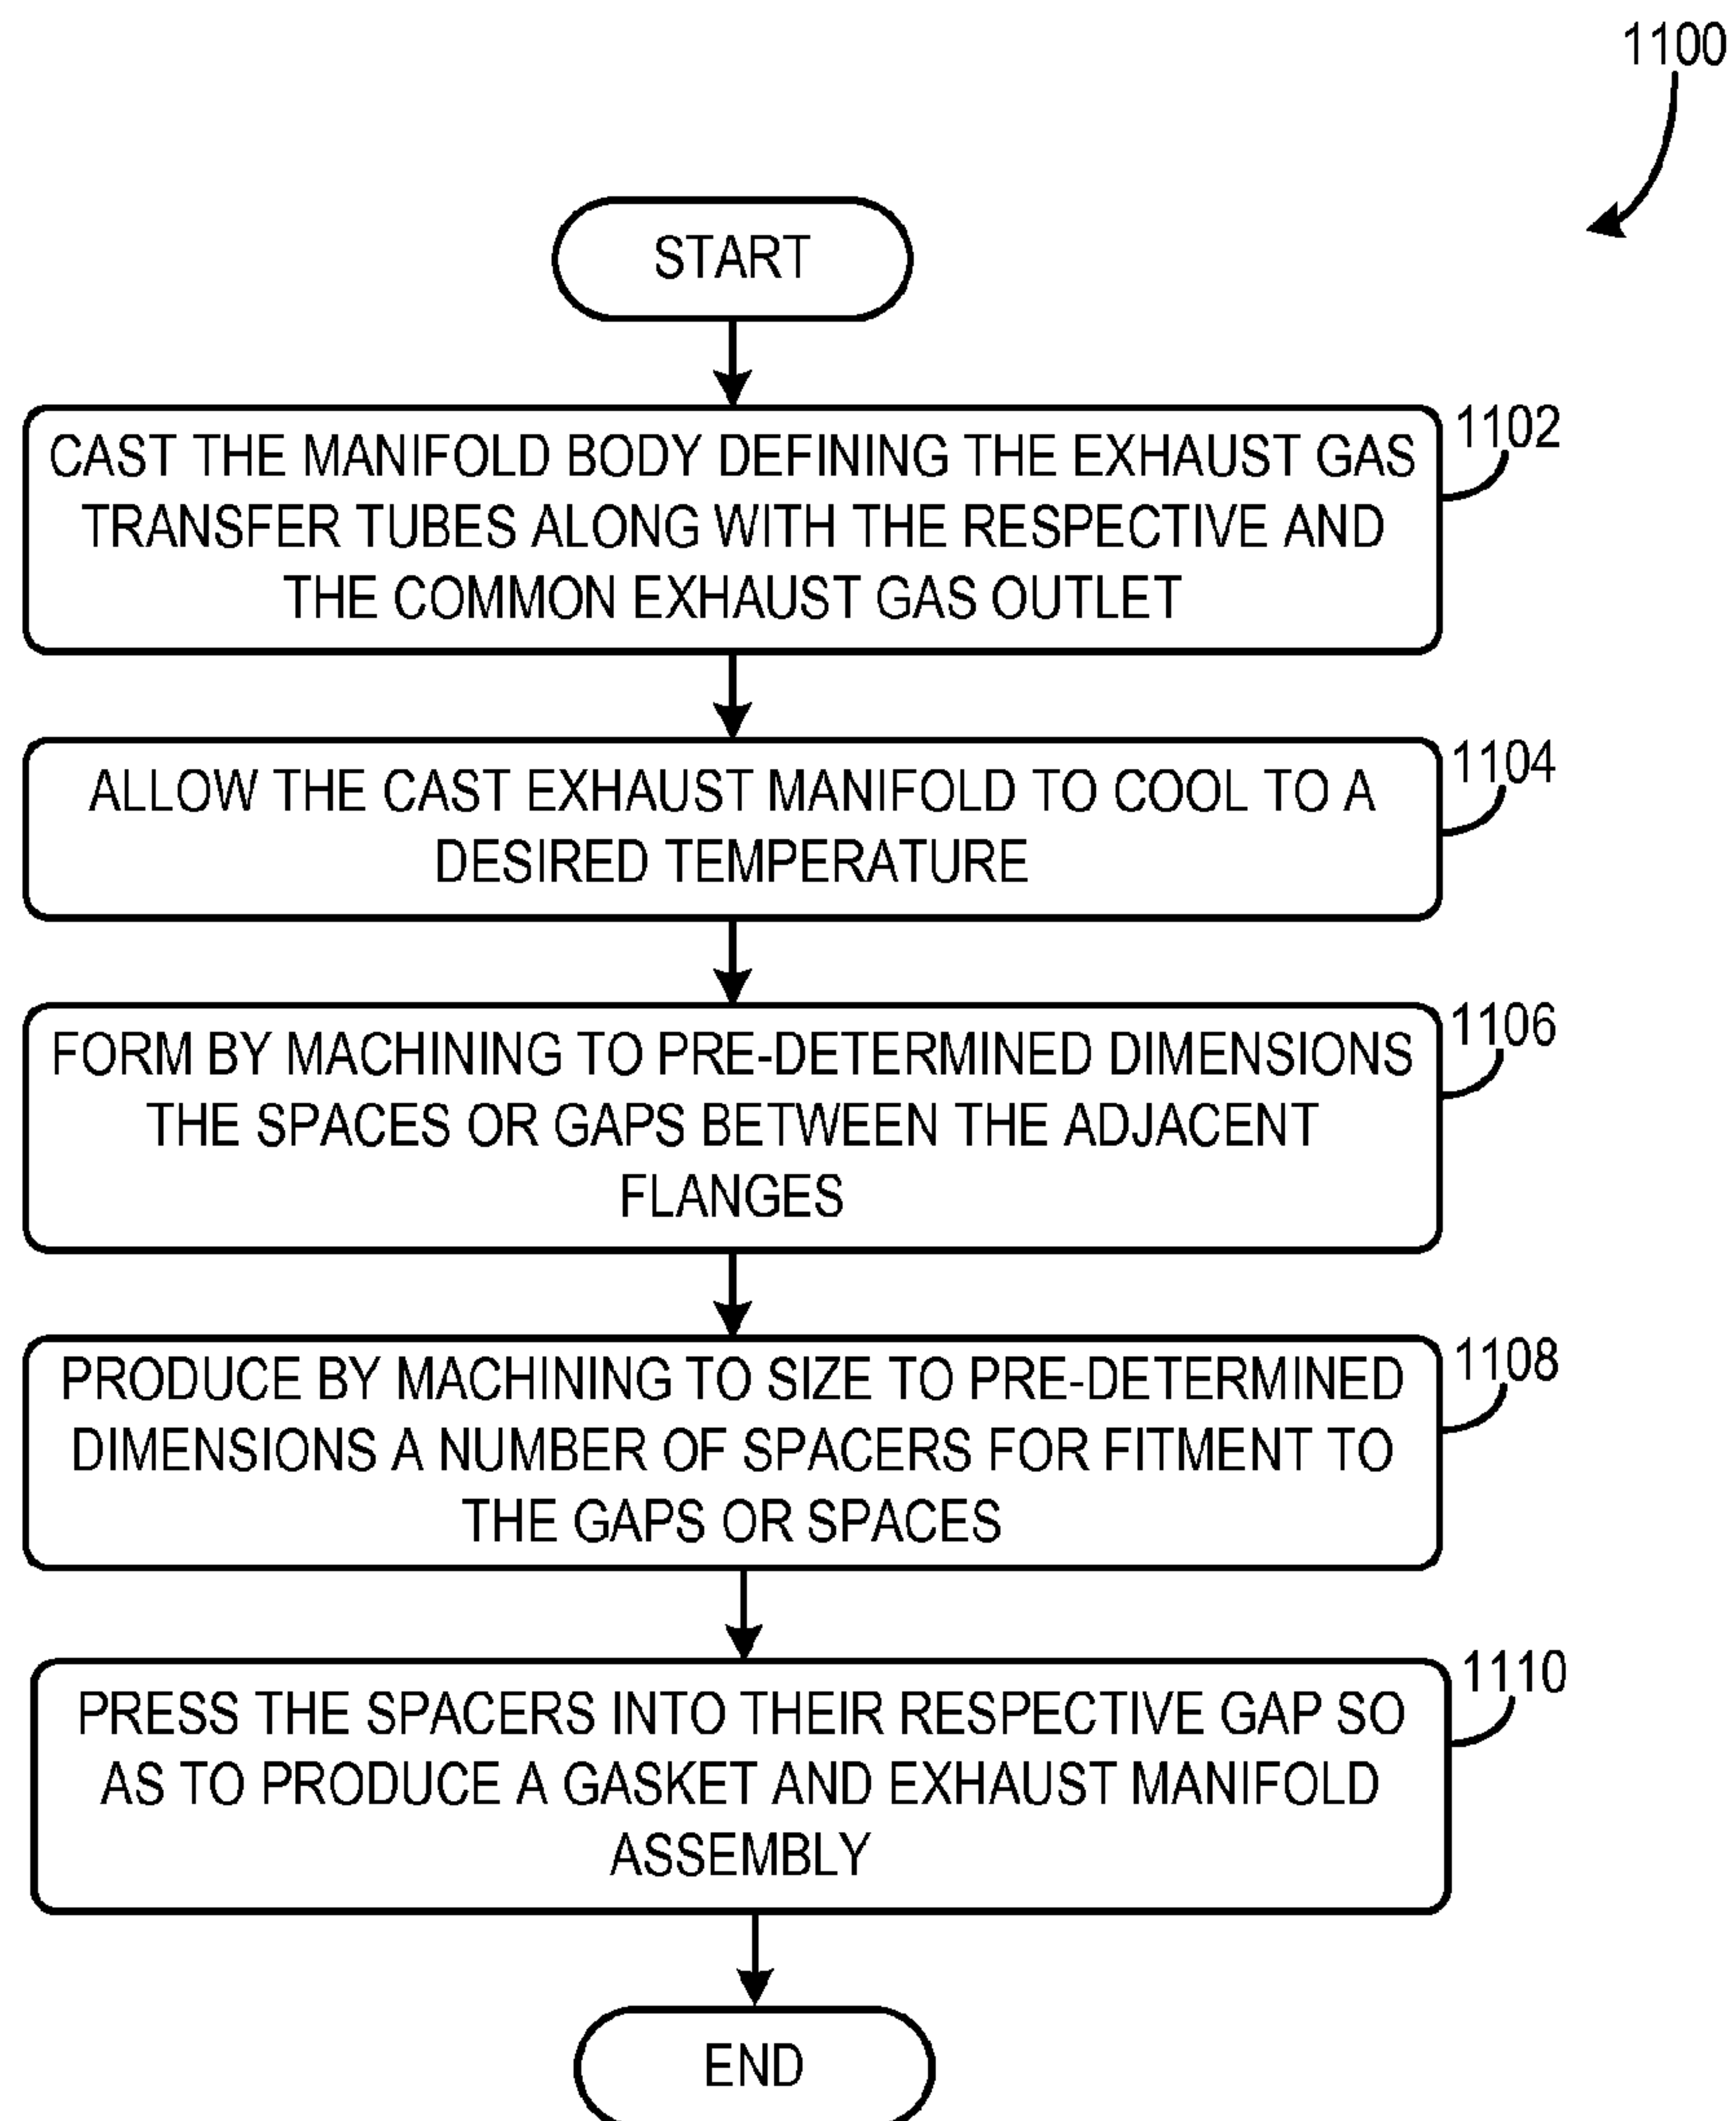 1100
START
1102
CAST THE MANIFOLD BODY DEFINING THE EXHAUST GAS
TRANSFER TUBES ALONG WITH THE RESPECTIVE AND
THE COMMON EXHAUST GAS OUTLET
1104
ALLOW THE CAST EXHAUST MANIFOLD TO COOL TO A
DESIRED TEMPERATURE
1106
FORM BY MACHINING TO PRE-DETERMINED DIMENSIONS
THE SPACES OR GAPS BETWEEN THE ADJACENT
FLANGES
1108
PRODUCE BY MACHINING TO SIZE TO PRE-DETERMINED
DIMENSIONS A NUMBER OF SPACERS FOR FITMENT TO
THE GAPS OR SPACES
1110
PRESS THE SPACERS INTO THEIR RESPECTIVE GAP SO
AS TO PRODUCE A GASKET AND EXHAUST MANIFOLD
ASSEMBLY
END